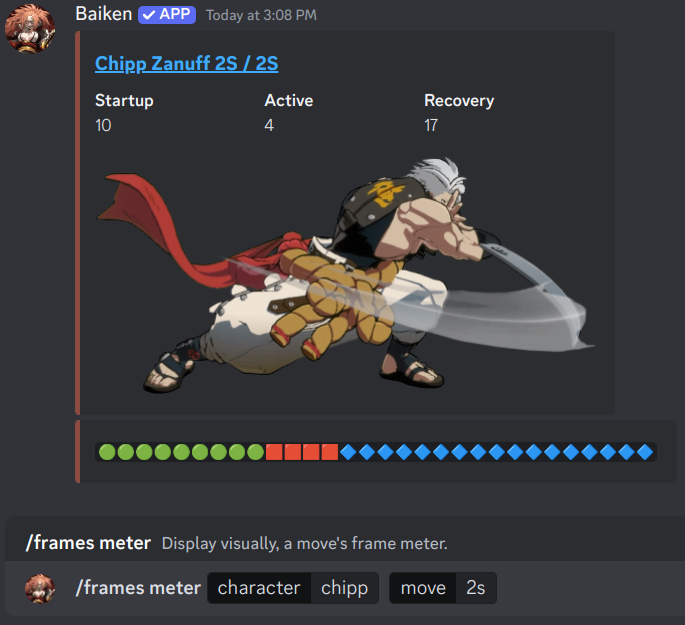 Baiken ✓ APP Today at 3:08 PM
Chipp Zanuff 2S / 2S
Startup Active Recovery
10 4 17
/frames meter Display visually, a move's frame meter.
/frames meter character chipp move 2s